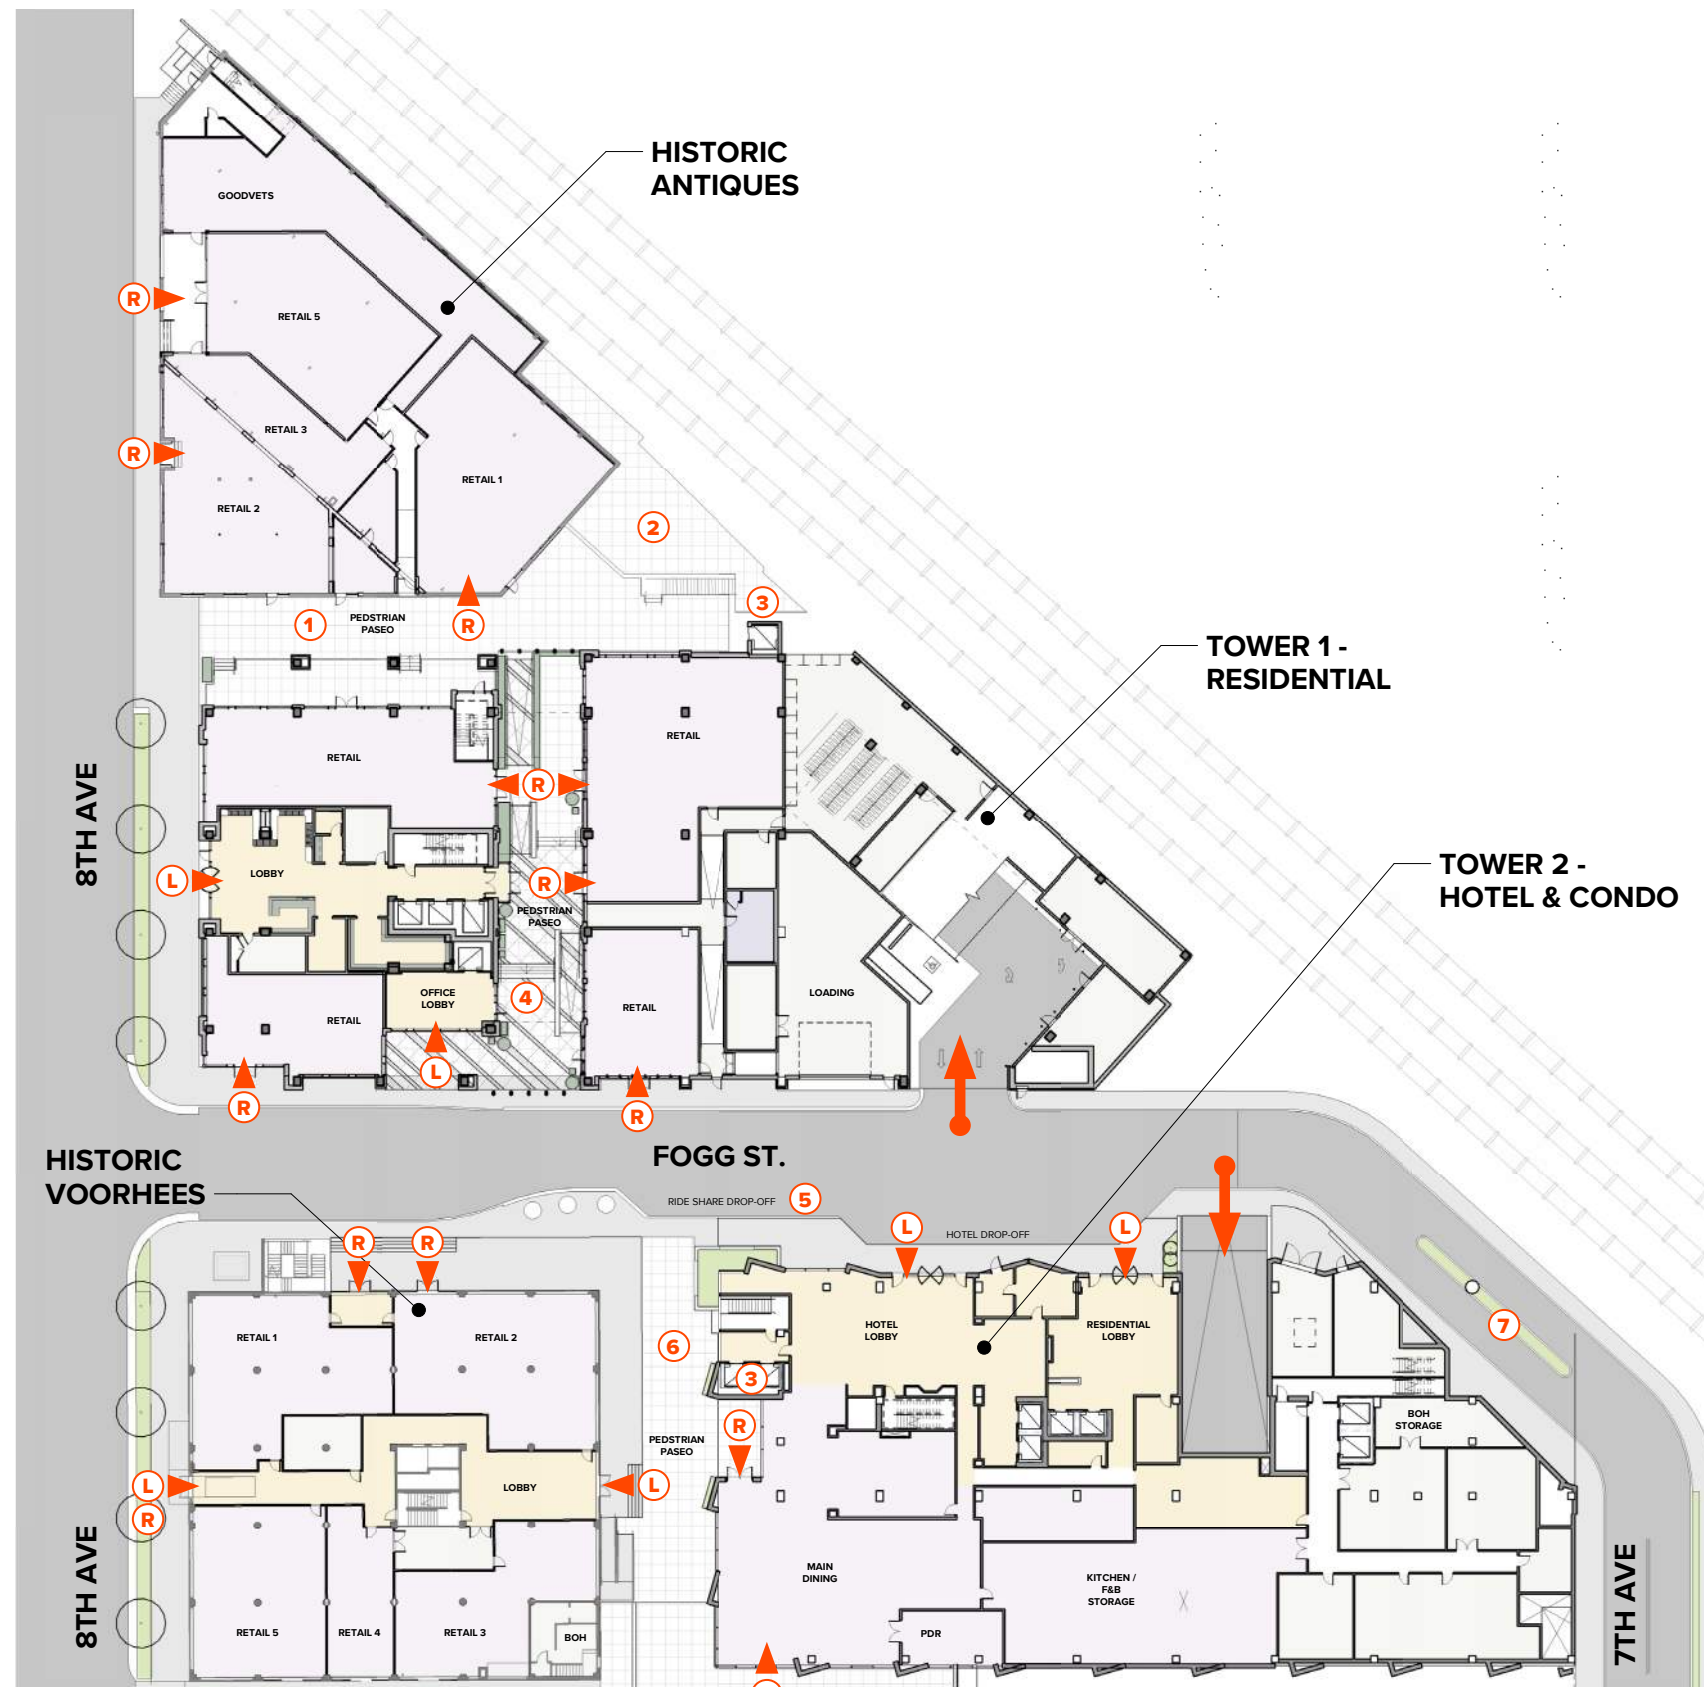 HISTORIC
ANTIQUES
GOODVETS
R
RETAIL 5
RETAIL 3
R
RETAIL 1
RETAIL 2
2
3
1
PEDSTRIAN
PASEO
R
TOWER 1 -
RESIDENTIAL
RETAIL
RETAIL
R
8TH AVE
L
LOBBY
R
PEDSTRIAN
PASEO
TOWER 2 -
HOTEL & CONDO
OFFICE
LOBBY
4
LOADING
RETAIL
RETAIL
L
R
R
FOGG ST.
HISTORIC
VOORHEES
RIDE SHARE DROP-OFF
5
HOTEL DROP-OFF
L
L
R
R
RETAIL 1
RETAIL 2
6
HOTEL
LOBBY
RESIDENTIAL
LOBBY
7
3
R
BOH
STORAGE
PEDSTRIAN
PASEO
L
R
LOBBY
L
8TH AVE
MAIN
DINING
KITCHEN /
F&B
STORAGE
7TH AVE
RETAIL 5
RETAIL 4
RETAIL 3
BOH
PDR